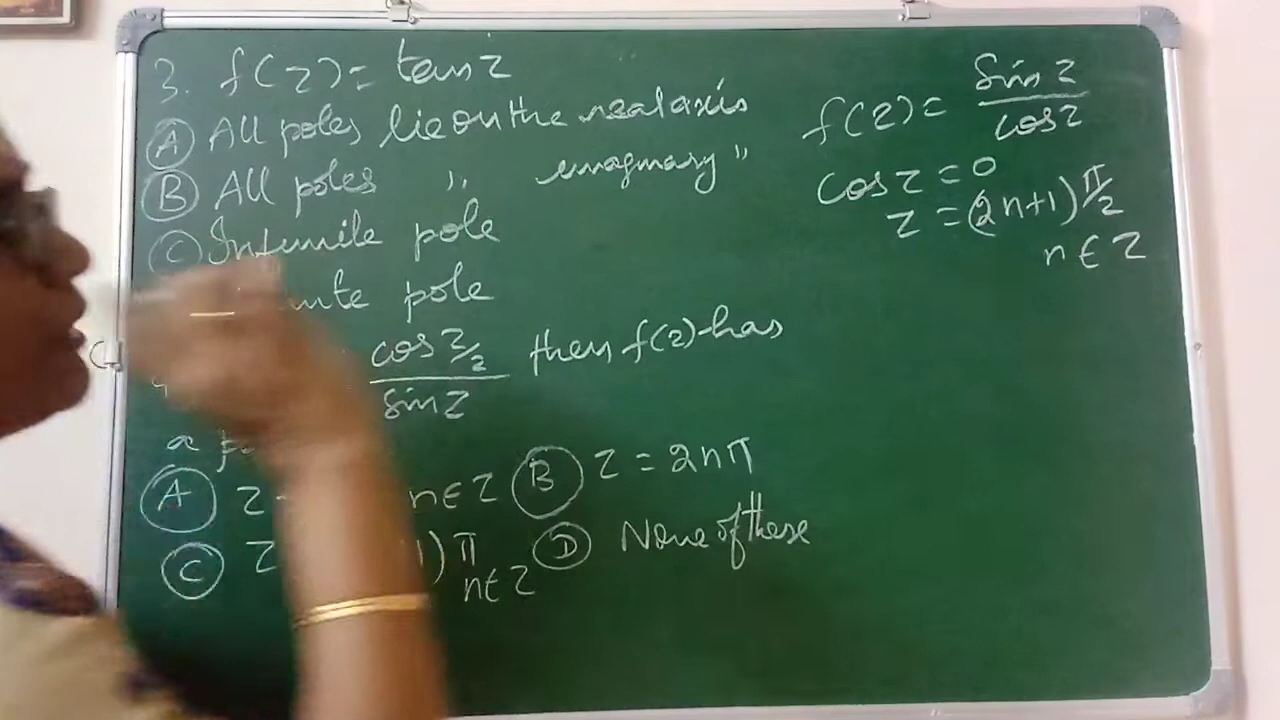 3. f(z) = tan z
(A) All poles lie on the real axis
(B) All poles ,, imaginary "
(C) Infinite pole
pole
cos z/2 / sin z then f(z) has
a
(A) z n ∈ Z (B) z = 2nπ
(C) z 1) π n ∈ Z (D) None of these
f(z) = sin z / cos z
cos z = 0
z = (2n+1) π/2
n ∈ Z